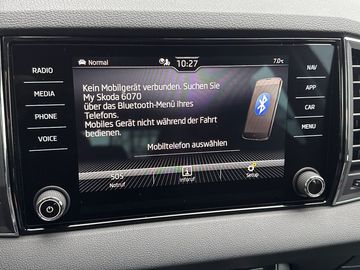 Normal
10:27
7.0°C
RADIO
MEDIA
PHONE
VOICE
NAV
APP
CAR
MENU
Kein Mobilgerät verbunden. Suchen Sie
My Skoda 6070
über das Bluetooth-Menü Ihres
Telefons.
Mobiles Gerät nicht während der Fahrt
bedienen.
Mobiltelefon auswählen
SOS
Notruf
Inforuf
Setup